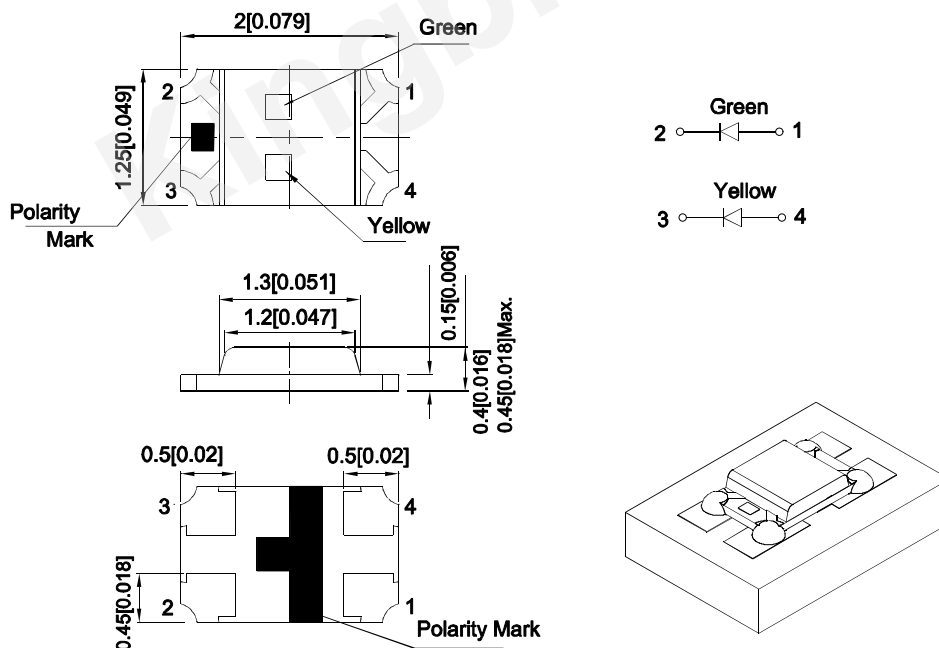 2[0.079]
Green
2
1
1.25[0.049]
3
4
Polarity
Mark
Yellow
Green
2
1
Yellow
3
4
1.3[0.051]
1.2[0.047]
0.15[0.006]
0.4[0.016]
0.45[0.018]Max.
0.5[0.02]
0.5[0.02]
3
4
0.45[0.018]
2
1
Polarity Mark